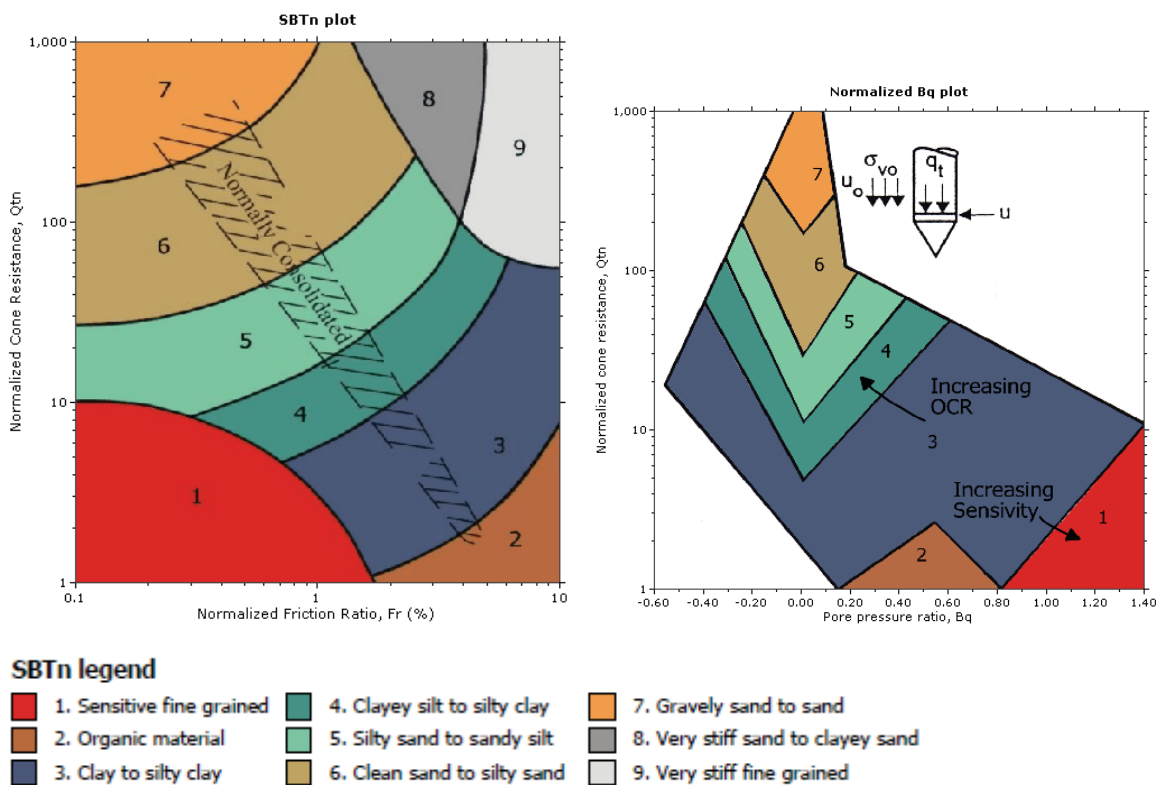 SBTn plot
1,000
100
10
1
Normalized Cone Resistance, Qtn
7
8
9
6
5
4
3
1
2
Normally Consolidated
0.1
1
10
Normalized Friction Ratio, Fr (%)
Normalized Bq plot
1,000
100
10
1
Normalized cone resistance, Qtn
7
6
5
4
3
2
1
uo
σvo
qt
u
Increasing
OCR
Increasing
Sensivity
-0.60 -0.40 -0.20 0.00 0.20 0.40 0.60 0.80 1.00 1.20 1.40
Pore pressure ratio, Bq
SBTn legend
1. Sensitive fine grained
2. Organic material
3. Clay to silty clay
4. Clayey silt to silty clay
5. Silty sand to sandy silt
6. Clean sand to silty sand
7. Gravely sand to sand
8. Very stiff sand to clayey sand
9. Very stiff fine grained